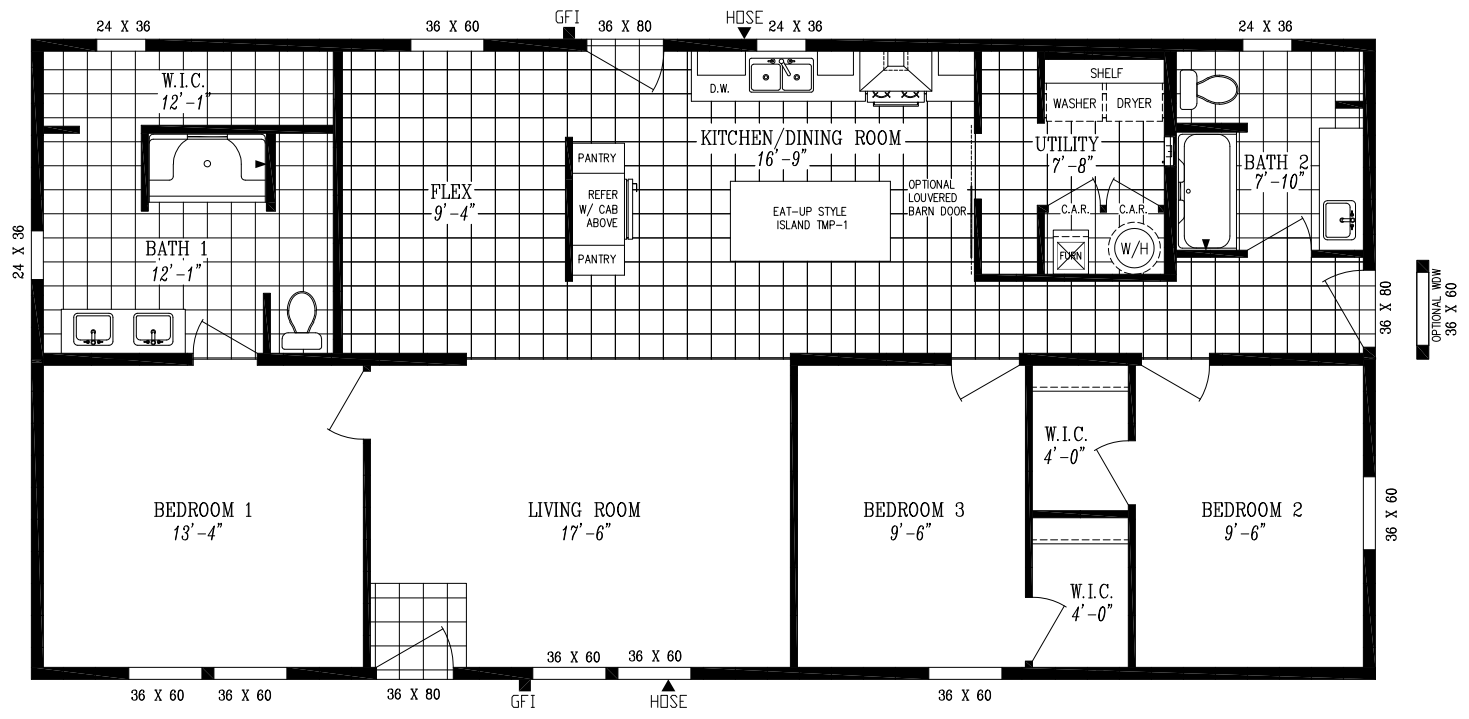 GFI
HOSE
24 X 36
36 X 60
36 X 80
24 X 36
24 X 36
W.I.C.
12'-1"
D.W.
SHELF
WASHER
DRYER
KITCHEN/DINING ROOM
16'-9"
UTILITY
7'-8"
BATH 2
7'-10"
PANTRY
FLEX
9'-4"
REFER
W/ CAB
ABOVE
PANTRY
EAT-UP STYLE
ISLAND TMP-1
OPTIONAL
LOUVERED
BARN DOOR
C.A.R.
C.A.R.
FURN
W/H
24 X 36
BATH 1
12'-1"
36 X 80
OPTIONAL WDW
36 X 60
W.I.C.
4'-0"
BEDROOM 1
13'-4"
LIVING ROOM
17'-6"
BEDROOM 3
9'-6"
BEDROOM 2
9'-6"
36 X 60
W.I.C.
4'-0"
36 X 60
36 X 60
36 X 80
36 X 60
36 X 60
36 X 60
GFI
HOSE